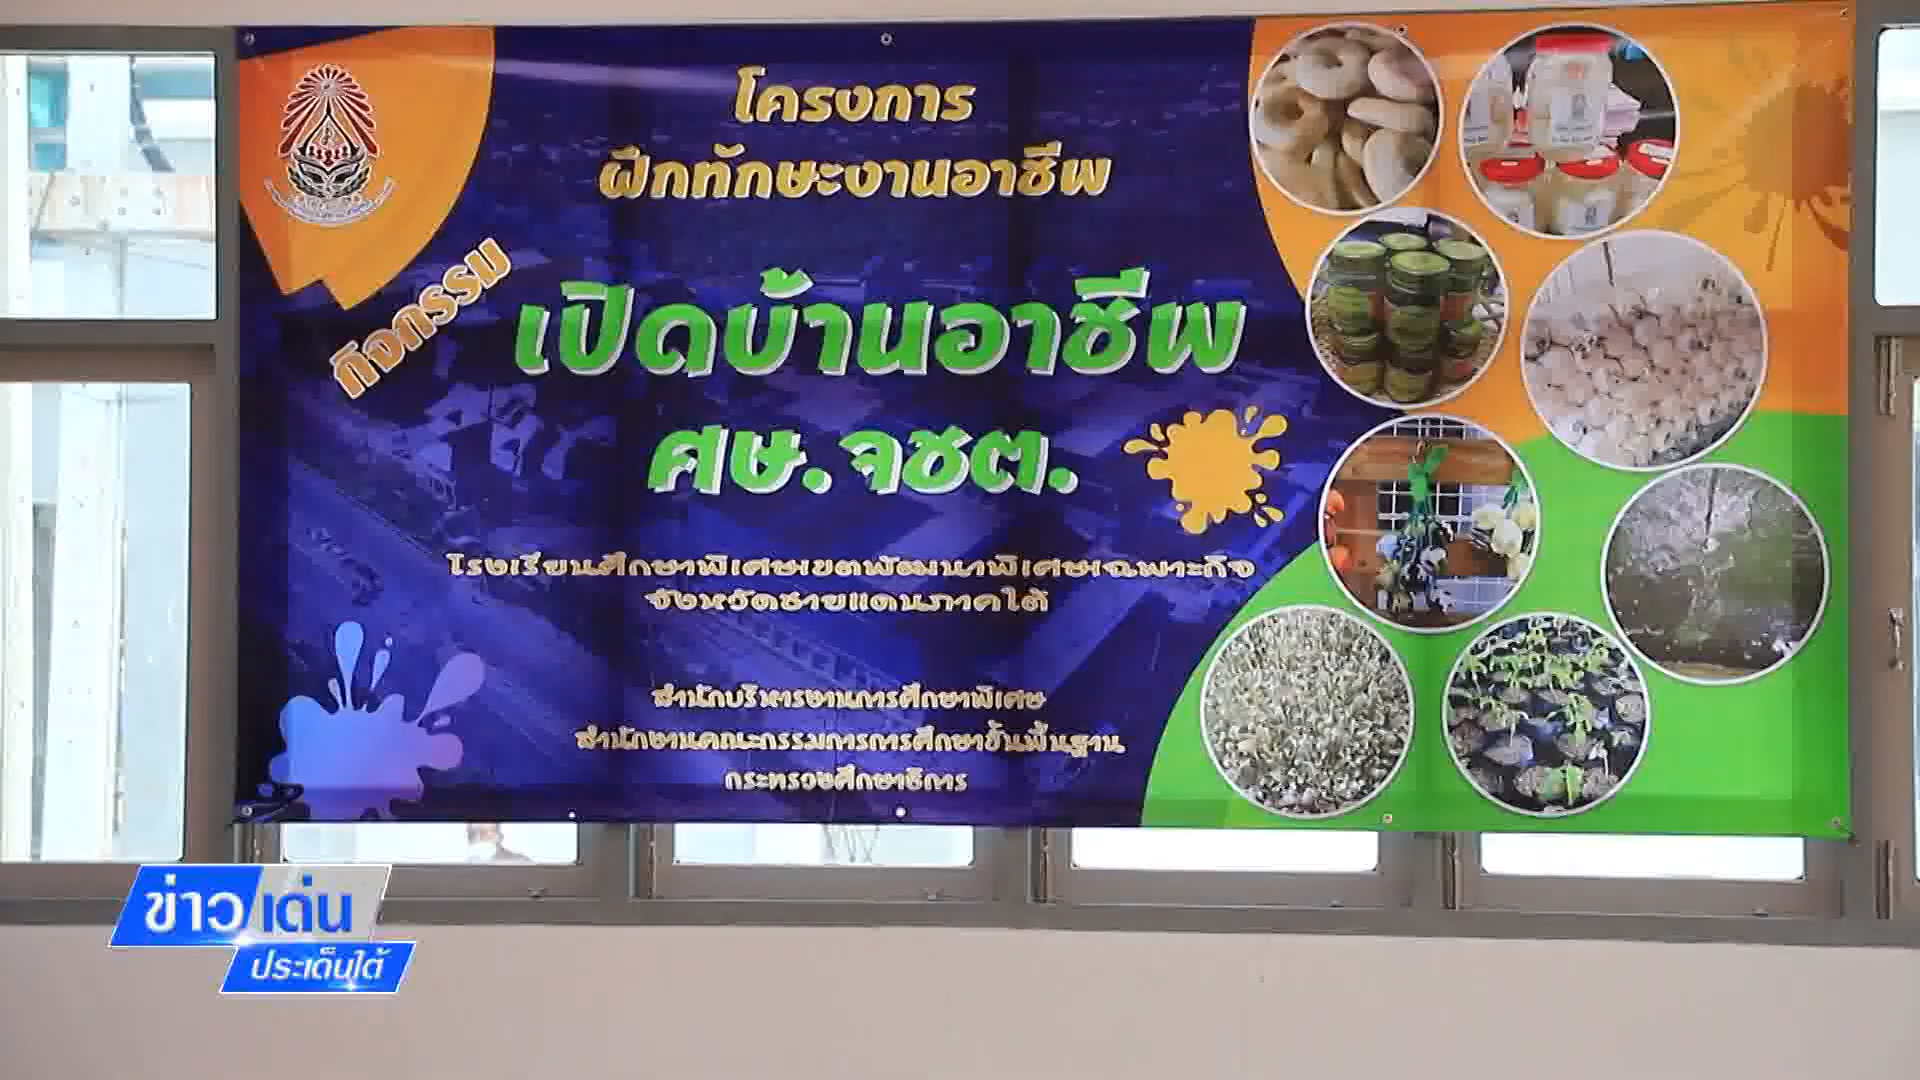 โครงการ
ฝึกทักษะงานอาชีพ
กิจกรรม
เปิดบ้านอาชีพ
ศษ.จชต.
โรงเรียนศึกษาพิเศษเขตพัฒนาพิเศษเฉพาะกิจ
จังหวัดชายแดนภาคใต้
สำนักบริหารงานการศึกษาพิเศษ
สำนักงานคณะกรรมการการศึกษาขั้นพื้นฐาน
กระทรวงศึกษาธิการ
ข่าวเด่น
ประเด็นใต้